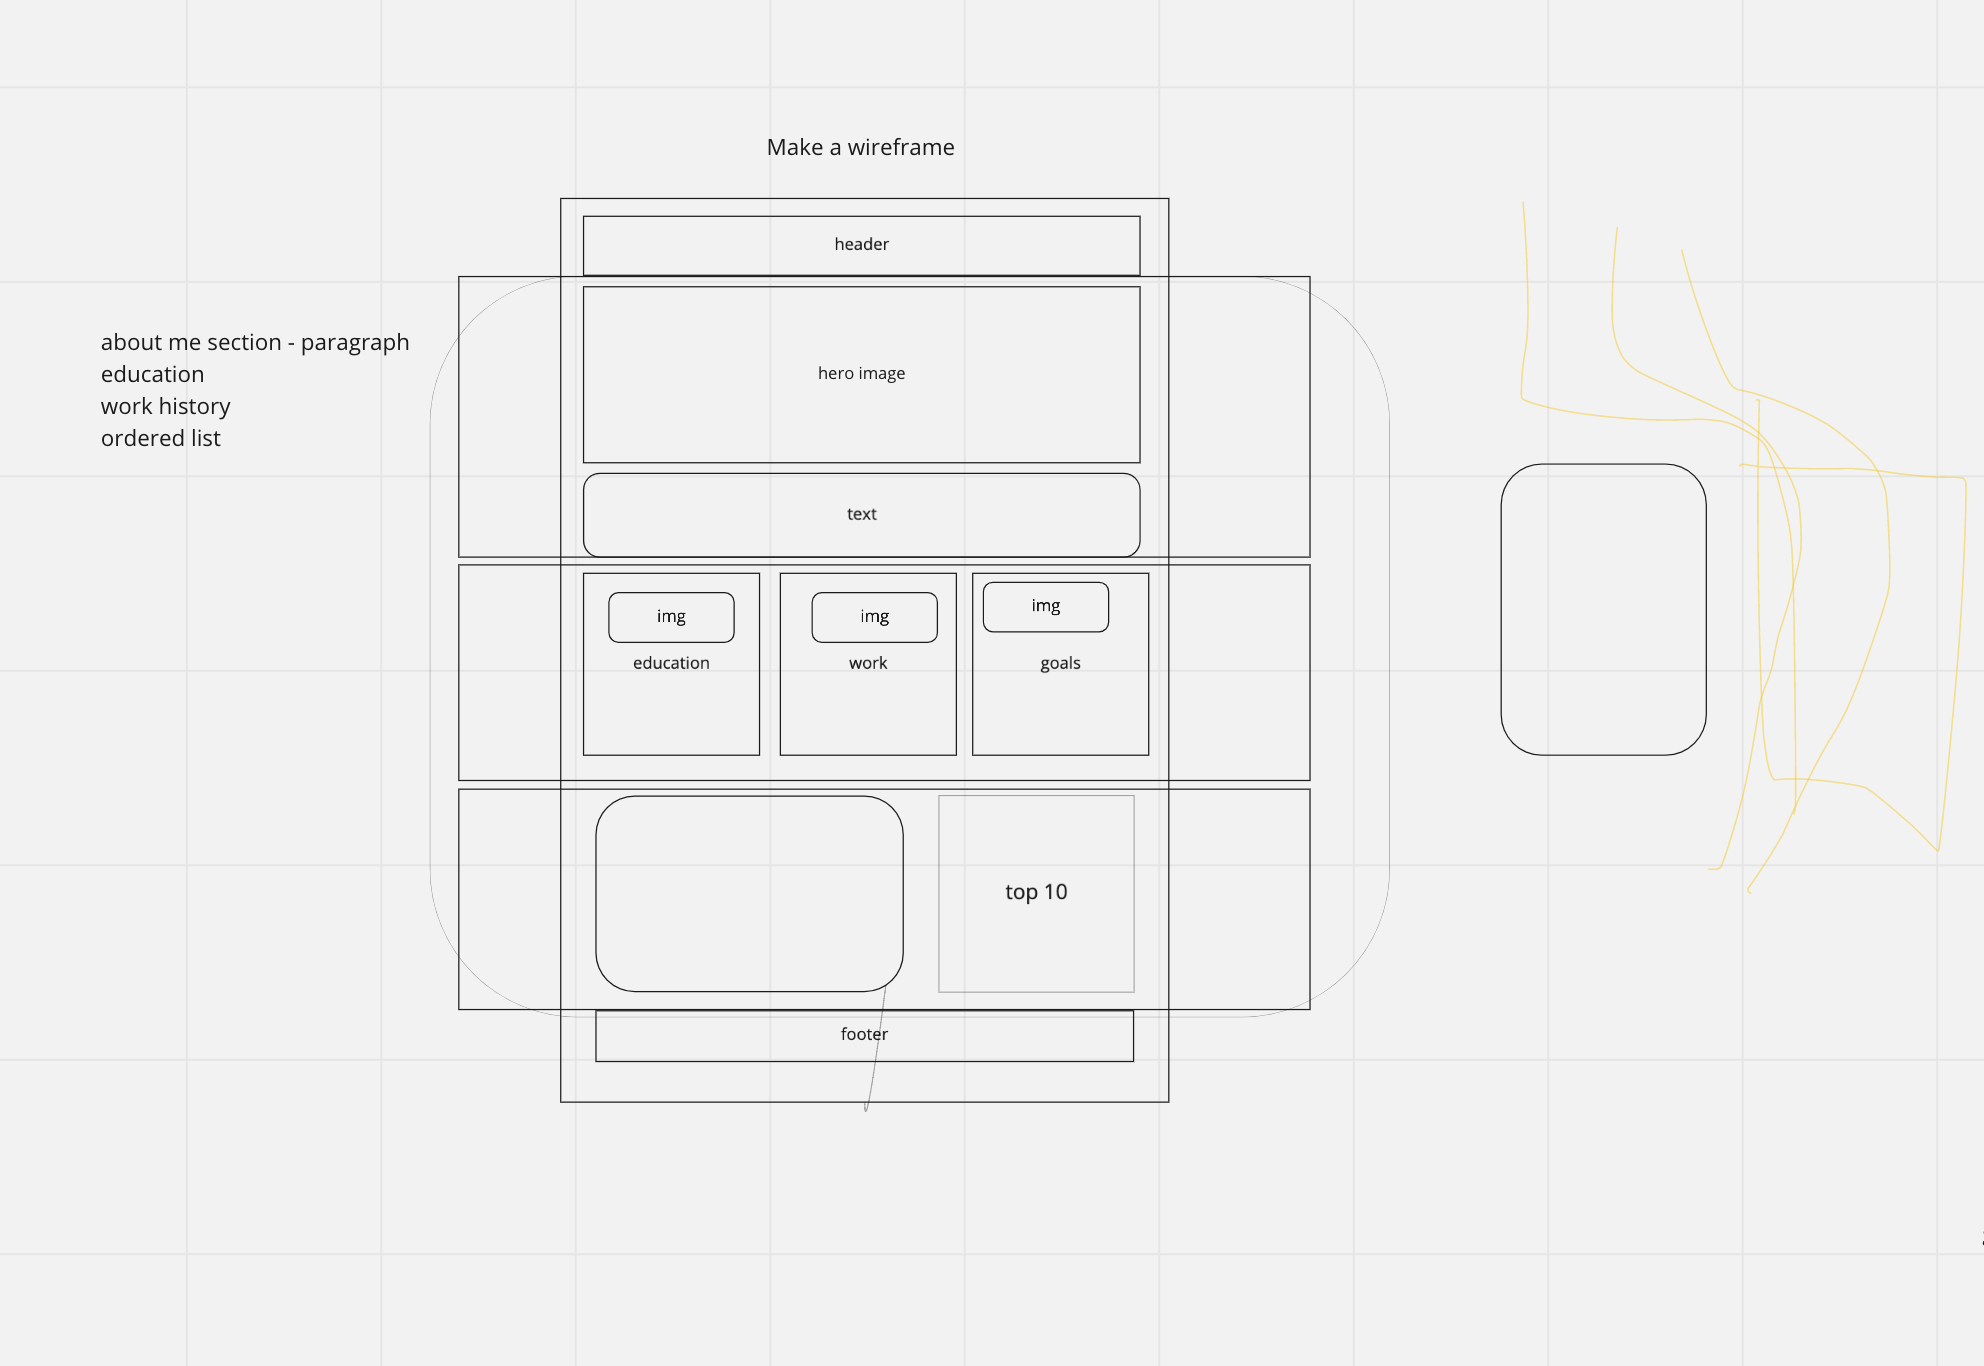 Make a wireframe
header
about me section - paragraph
education
work history
ordered list
hero image
text
img
img
img
education
work
goals
top 10
footer